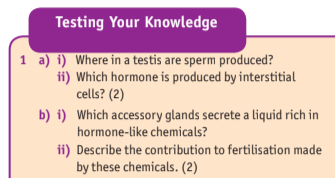 Testing Your Knowledge
1 a) i) Where in a testis are sperm produced?
ii) Which hormone is produced by interstitial
cells? (2)
b) i) Which accessory glands secrete a liquid rich in
hormone-like chemicals?
ii) Describe the contribution to fertilisation made
by these chemicals. (2)